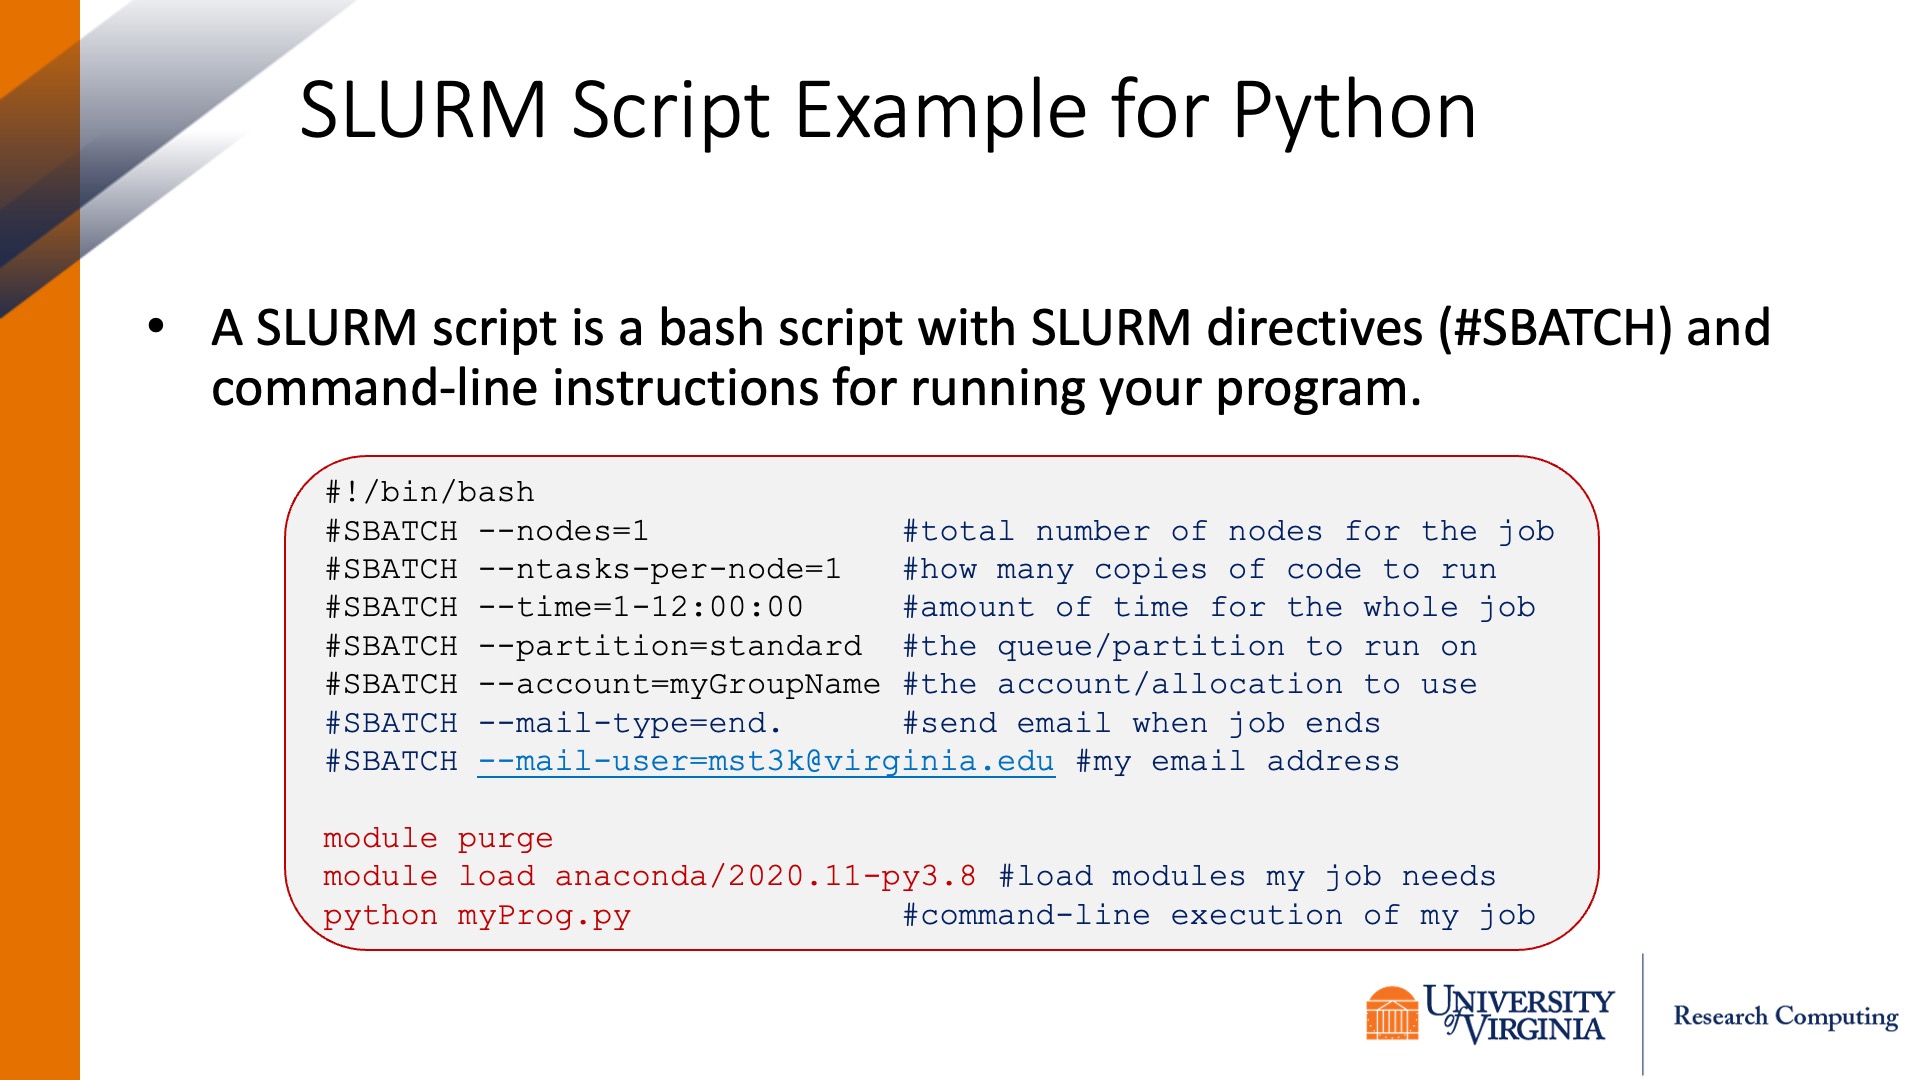 SLURM Script Example for Python
• A SLURM script is a bash script with SLURM directives (#SBATCH) and
command-line instructions for running your program.
#!/bin/bash
#SBATCH --nodes=1 #total number of nodes for the job
#SBATCH --ntasks-per-node=1 #how many copies of code to run
#SBATCH --time=1-12:00:00 #amount of time for the whole job
#SBATCH --partition=standard #the queue/partition to run on
#SBATCH --account=myGroupName #the account/allocation to use
#SBATCH --mail-type=end. #send email when job ends
#SBATCH --mail-user=mst3k@virginia.edu #my email address
module purge
module load anaconda/2020.11-py3.8 #load modules my job needs
python myProg.py #command-line execution of my job
UNIVERSITY
of VIRGINIA
Research Computing